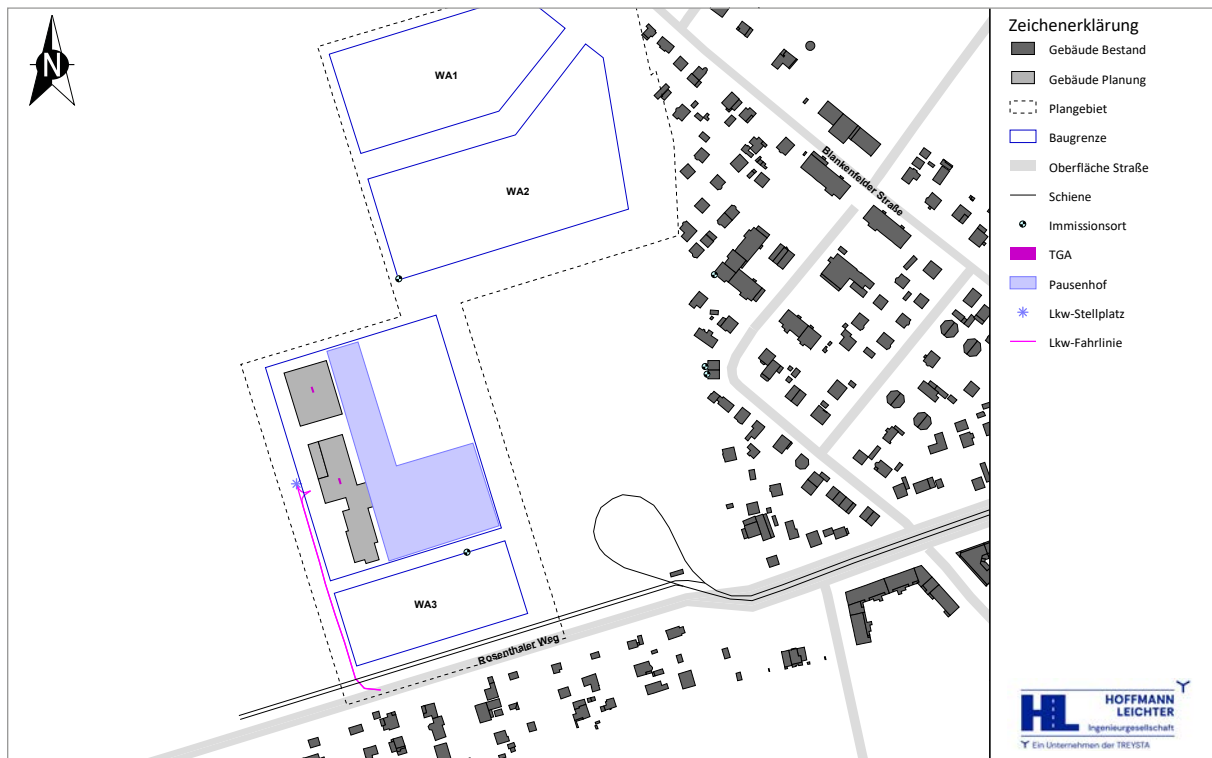 N
WA1
WA2
Blankenfelder Straße
WA3
Rosenthaler Weg
Zeichenerklärung
Gebäude Bestand
Gebäude Planung
Plangebiet
Baugrenze
Oberfläche Straße
Schiene
Immissionsort
TGA
Pausenhof
Lkw-Stellplatz
Lkw-Fahrlinie
HL
HOFFMANN
LEICHTER
Ingenieurgesellschaft
Ein Unternehmen der TREYSTA